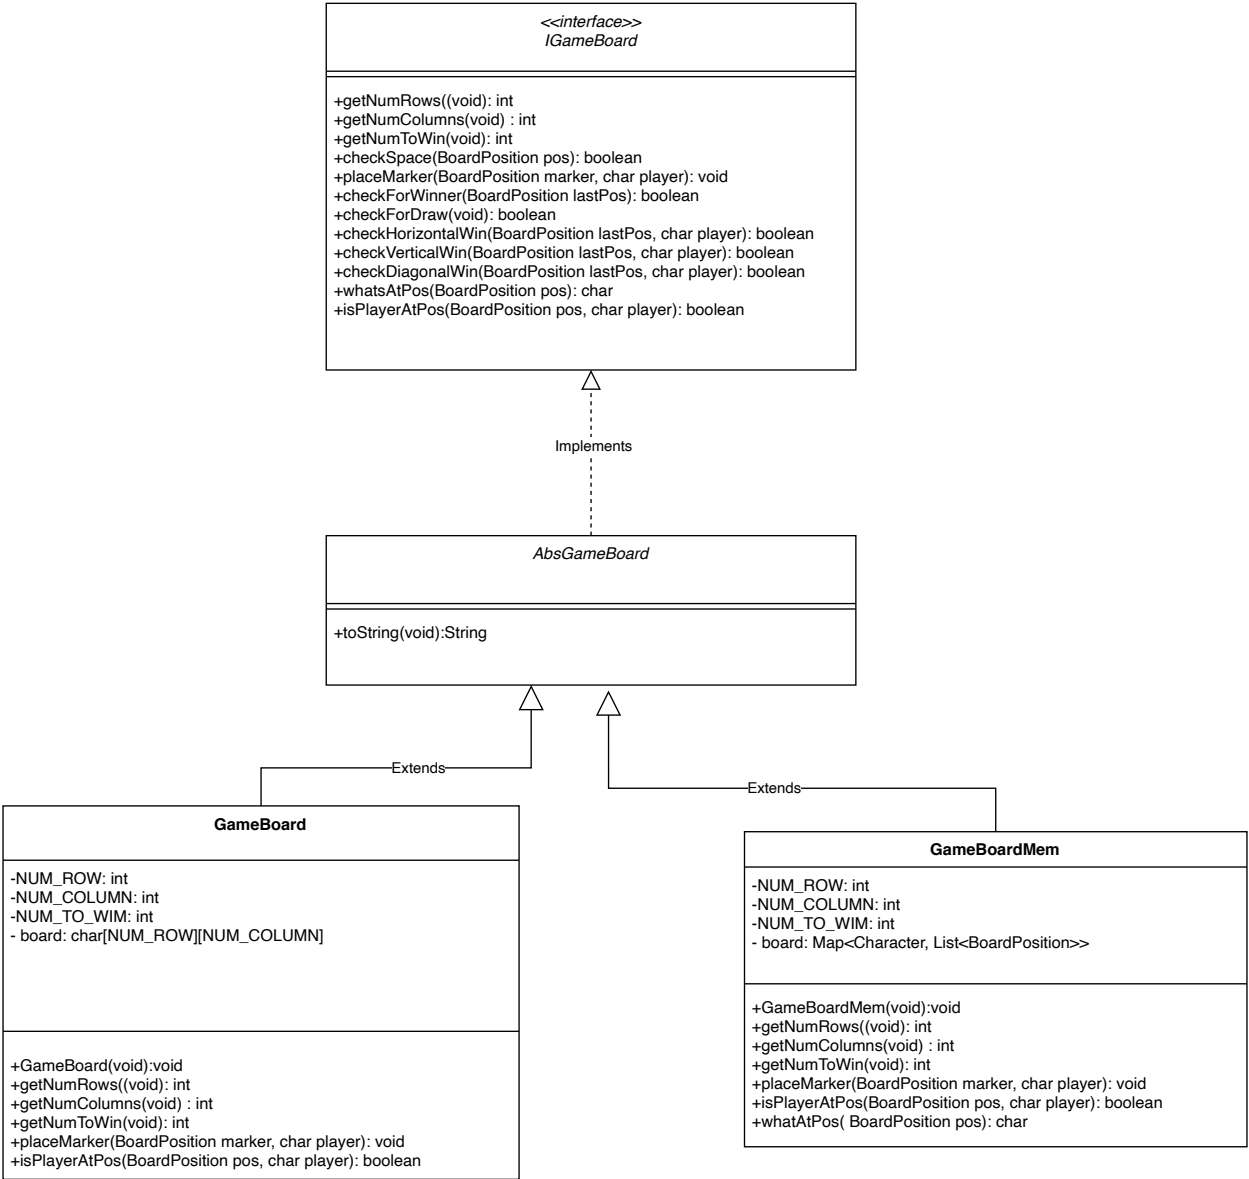 <<interface>>
IGameBoard
+getNumRows((void): int
+getNumColumns(void) : int
+getNumToWin(void): int
+checkSpace(BoardPosition pos): boolean
+placeMarker(BoardPosition marker, char player): void
+checkForWinner(BoardPosition lastPos): boolean
+checkForDraw(void): boolean
+checkHorizontalWin(BoardPosition lastPos, char player): boolean
+checkVerticalWin(BoardPosition lastPos, char player): boolean
+checkDiagonalWin(BoardPosition lastPos, char player): boolean
+whatsAtPos(BoardPosition pos): char
+isPlayerAtPos(BoardPosition pos, char player): boolean
Implements
AbsGameBoard
+toString(void):String
Extends
Extends
GameBoard
-NUM_ROW: int
-NUM_COLUMN: int
-NUM_TO_WIM: int
- board: char[NUM_ROW][NUM_COLUMN]
+GameBoard(void):void
+getNumRows((void): int
+getNumColumns(void) : int
+getNumToWin(void): int
+placeMarker(BoardPosition marker, char player): void
+isPlayerAtPos(BoardPosition pos, char player): boolean
GameBoardMem
-NUM_ROW: int
-NUM_COLUMN: int
-NUM_TO_WIM: int
- board: Map<Character, List<BoardPosition>>
+GameBoardMem(void):void
+getNumRows((void): int
+getNumColumns(void) : int
+getNumToWin(void): int
+placeMarker(BoardPosition marker, char player): void
+isPlayerAtPos(BoardPosition pos, char player): boolean
+whatAtPos( BoardPosition pos): char